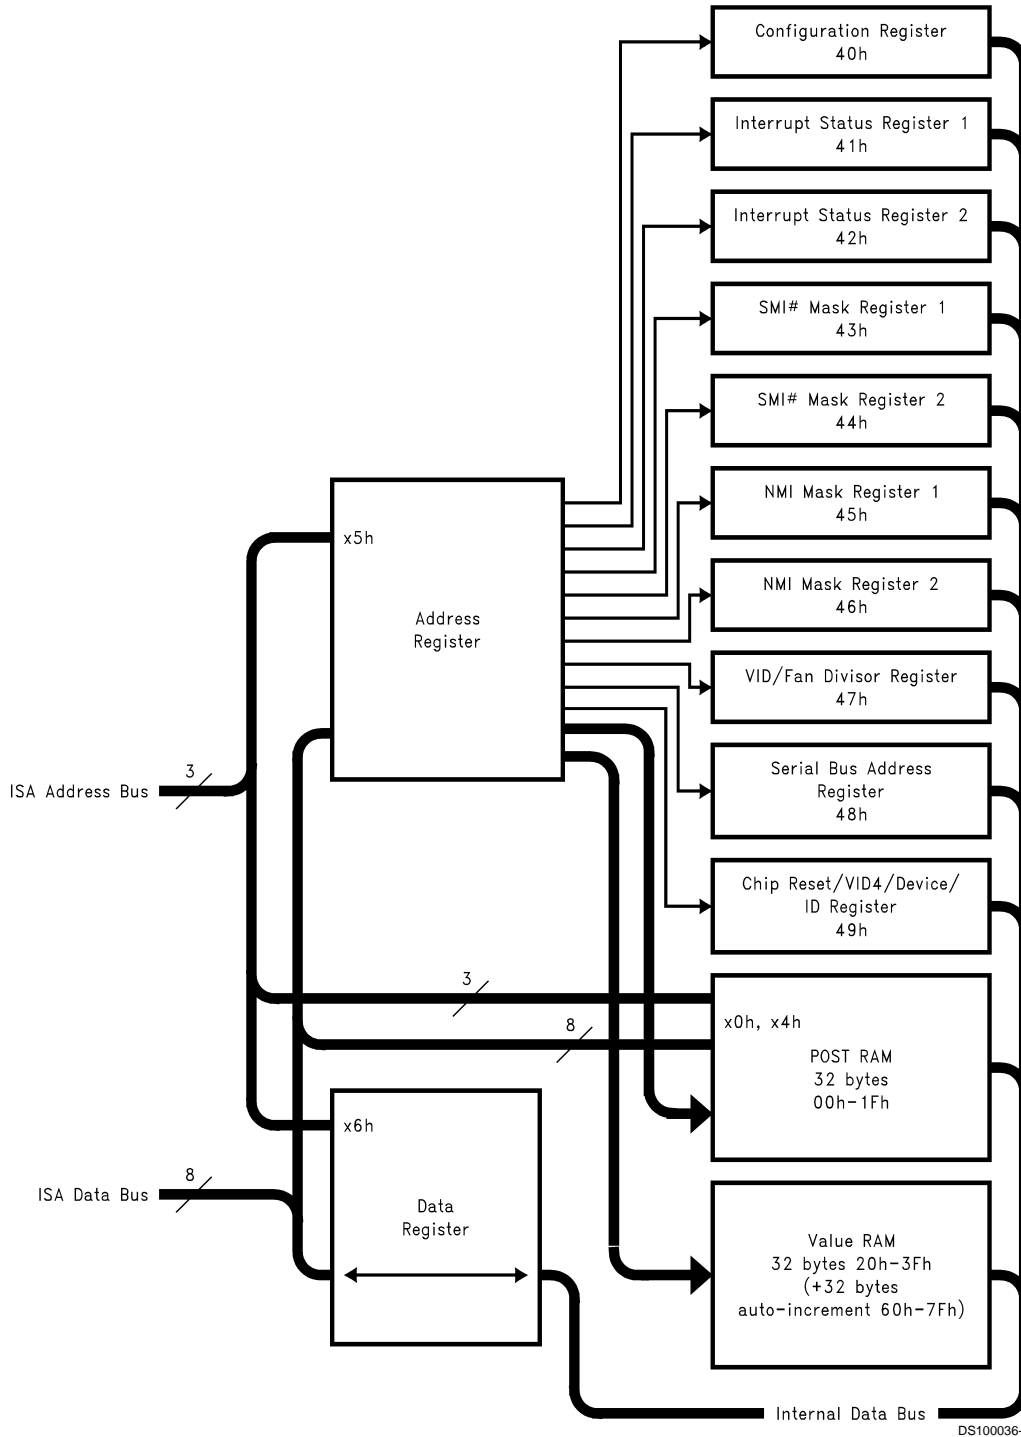 Configuration Register
40h
Interrupt Status Register 1
41h
Interrupt Status Register 2
42h
SMI# Mask Register 1
43h
SMI# Mask Register 2
44h
NMI Mask Register 1
45h
x5h
NMI Mask Register 2
46h
Address
Register
VID/Fan Divisor Register
47h
3
ISA Address Bus
Serial Bus Address
Register
48h
Chip Reset/VID4/Device/
ID Register
49h
3
x0h, x4h
8
POST RAM
32 bytes
00h-1Fh
x6h
8
ISA Data Bus
Data
Register
Value RAM
32 bytes 20h-3Fh
(+32 bytes
auto-increment 60h-7Fh)
Internal Data Bus
DS100036-